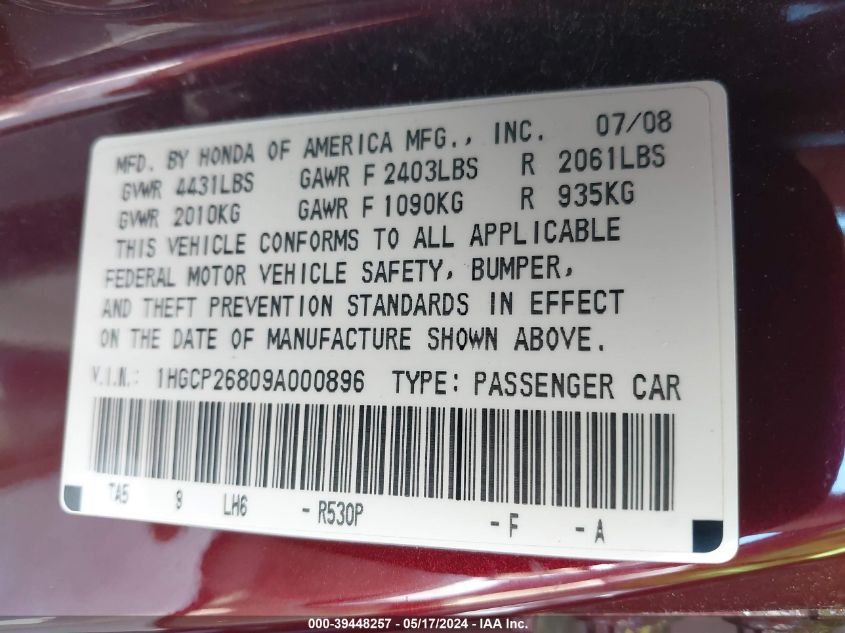 MFD. BY HONDA OF AMERICA MFG., INC. 07/08
GVWR 4431LBS GAWR F 2403LBS R 2061LBS
GVWR 2010KG GAWR F 1090KG R 935KG
THIS VEHICLE CONFORMS TO ALL APPLICABLE
FEDERAL MOTOR VEHICLE SAFETY, BUMPER,
AND THEFT PREVENTION STANDARDS IN EFFECT
ON THE DATE OF MANUFACTURE SHOWN ABOVE.
V.I.N.: 1HGCP26809A000896 TYPE: PASSENGER CAR
TA5 9 LH6 - R530P - F - A
000-39448257 - 05/17/2024 - IAA Inc.